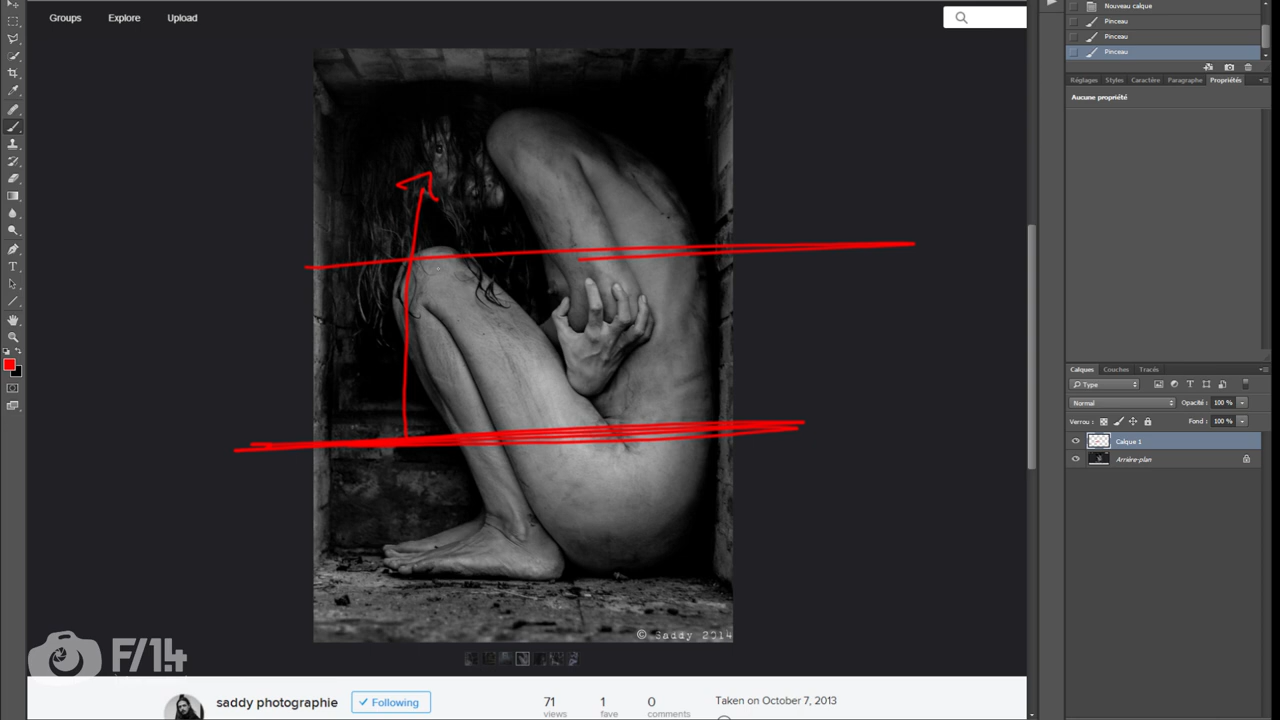 Groups Explore Upload
Nouveau calque
Pinceau
Pinceau
Pinceau
Réglages Styles Caractère Paragraphe Propriétés
Aucune propriété
Calques Couches Tracés
Type
Normal Opacité : 100 %
Verrou : Fond : 100 %
Calque 1
Arrière-plan
© Saddy 2014
F/1.4
saddy photographie Following 71 1 0 Taken on October 7, 2013
views fave comments